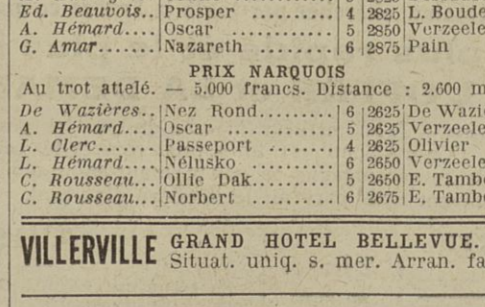 Ed. Beauvois.. Prosper .......... 4 2825 L. Boude
A. Hémard.... Oscar ............. 5 2850 Verzeele
G. Amar....... Nazareth .......... 6 2875 Pain
PRIX NARQUOIS
Au trot attelé. — 5.000 francs. Distance : 2.600 m
De Wazières.. Nez Rond.......... 6 2625 De Wazi
A. Hémard.... Oscar ............. 5 2625 Verzeele
L. Clerc....... Passeport ......... 4 2625 Olivier
L. Hémard.... Nélusko .......... 6 2650 Verzeele
C. Rousseau... Ollie Dak.......... 5 2650 E. Tamb
C. Rousseau... Norbert .......... 6 2675 E. Tamb
VILLERVILLE GRAND HOTEL BELLEVUE.
Situat. uniq. s. mer. Arran. fa